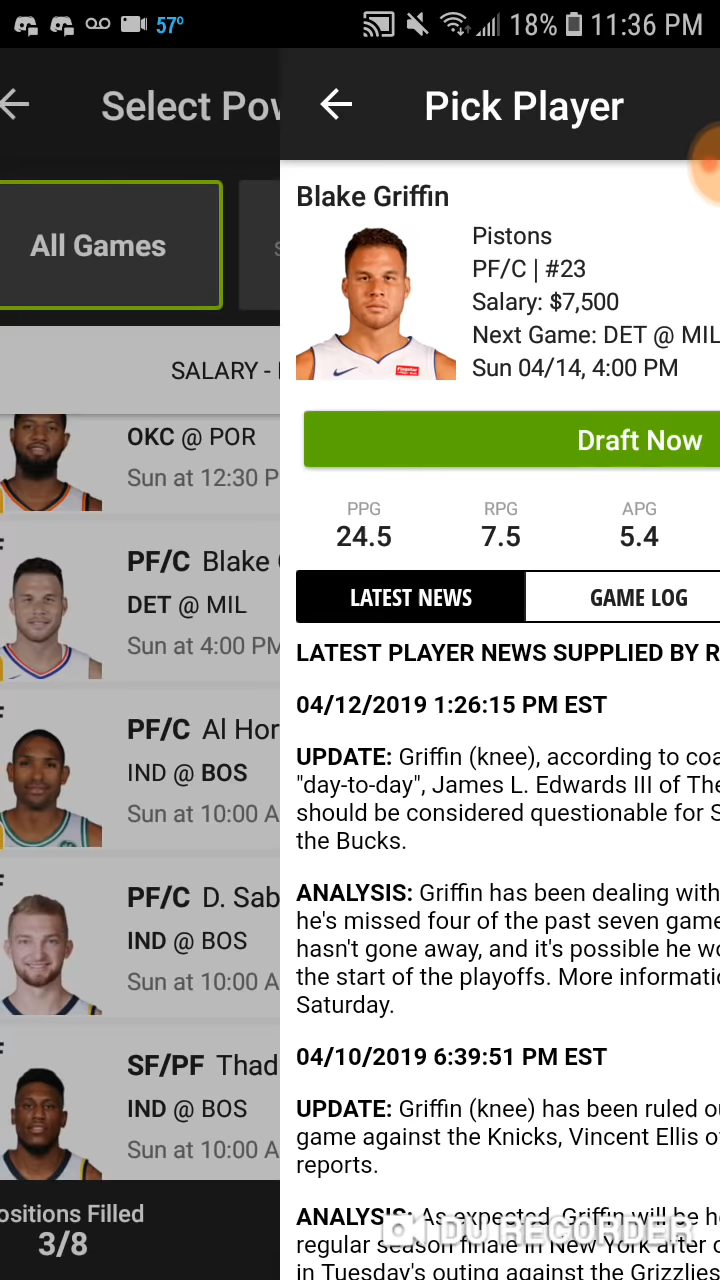 57°
18%
11:36 PM
Select Pow
Pick Player
All Games
SALARY -
OKC @ POR
Sun at 12:30 P
PF/C Blake
DET @ MIL
Sun at 4:00 PM
PF/C Al Hor
IND @ BOS
Sun at 10:00 A
PF/C D. Sab
IND @ BOS
Sun at 10:00 A
SF/PF Thad
IND @ BOS
Sun at 10:00 A
ositions Filled
3/8
Blake Griffin
Pistons
PF/C | #23
Salary: $7,500
Next Game: DET @ MIL
Sun 04/14, 4:00 PM
Draft Now
PPG
24.5
RPG
7.5
APG
5.4
LATEST NEWS
GAME LOG
LATEST PLAYER NEWS SUPPLIED BY R
04/12/2019 1:26:15 PM EST
UPDATE: Griffin (knee), according to coa
"day-to-day", James L. Edwards III of The
should be considered questionable for S
the Bucks.
ANALYSIS: Griffin has been dealing with
he's missed four of the past seven game
hasn't gone away, and it's possible he wo
the start of the playoffs. More informatio
Saturday.
04/10/2019 6:39:51 PM EST
UPDATE: Griffin (knee) has been ruled ou
game against the Knicks, Vincent Ellis of
reports.
ANALYSIS: As expected, Griffin will be he
regular season finale in New York after
in Tuesday's outing against the Grizzlies
DU RECORDER